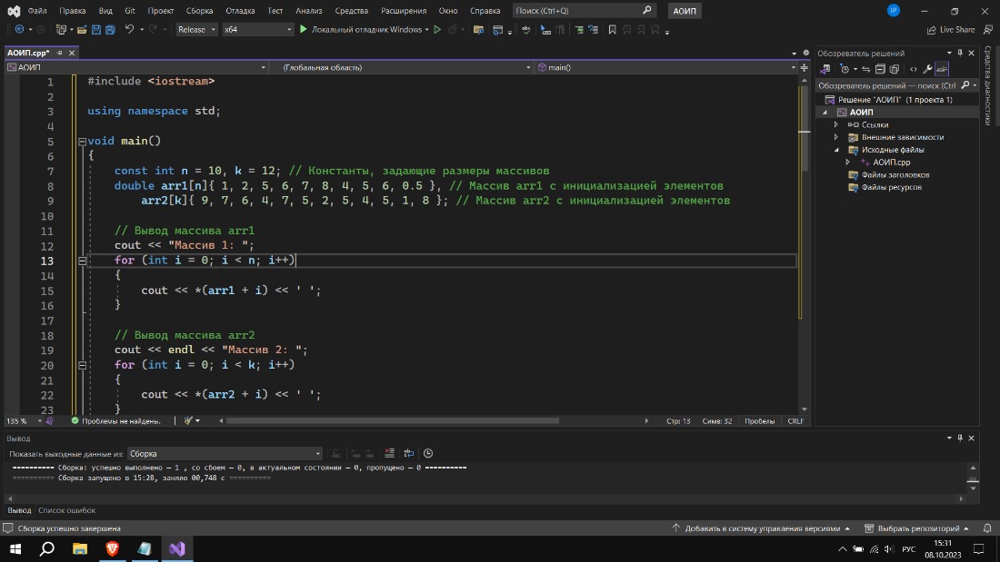 Файл Правка Вид Git Проект Сборка Отладка Тест Анализ Средства Расширения Окно Справка Поиск (Ctrl+Q) АОИП IP
Release x64 Локальный отладчик Windows Live Share
АОИП.cpp*
АОИП (Глобальная область) main()
1 #include <iostream>
2
3 using namespace std;
4
5 void main()
6 {
7 const int n = 10, k = 12; // Константы, задающие размеры массивов
8 double arr1[n]{ 1, 2, 5, 6, 7, 8, 4, 5, 6, 0.5 }, // Массив arr1 с инициализацией элементов
9 arr2[k]{ 9, 7, 6, 4, 7, 5, 2, 5, 4, 5, 1, 8 }; // Массив arr2 с инициализацией элементов
10
11 // Вывод массива arr1
12 cout << "Массив 1: ";
13 for (int i = 0; i < n; i++)
14 {
15 cout << *(arr1 + i) << ' ';
16 }
17
18 // Вывод массива arr2
19 cout << endl << "Массив 2: ";
20 for (int i = 0; i < k; i++)
21 {
22 cout << *(arr2 + i) << ' ';
23 }
135 % Проблемы не найдены. Стр: 13 Симв: 32 Пробелы CRLF
Обозреватель решений
Обозреватель решений — поиск (Ctrl
Решение "АОИП" (1 проекта 1)
АОИП
Ссылки
Внешние зависимости
Исходные файлы
АОИП.cpp
Файлы заголовков
Файлы ресурсов
Средства диагностики
Вывод
Показать выходные данные из: Сборка
========== Сборка: успешно выполнено — 1 , со сбоем — 0, в актуальном состоянии — 0, пропущено — 0 ==========
========== Сборка запущено в 15:28, заняло 00,748 с ==========
Вывод Список ошибок
Сборка успешно завершена Добавить в систему управления версиями Выбрать репозиторий
РУС 15:31
08.10.2023